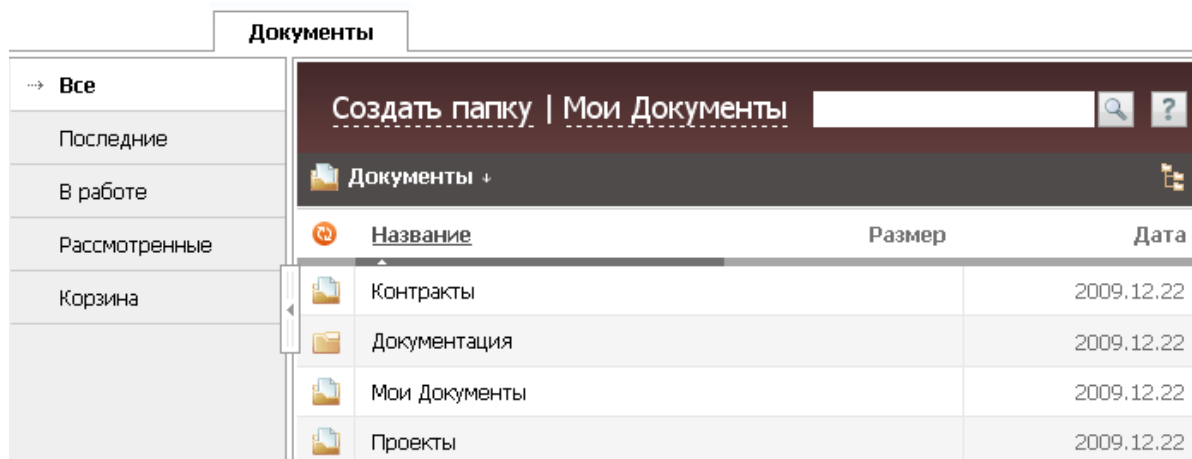 Документы
Все
Последние
В работе
Рассмотренные
Корзина
Создать папку | Мои Документы
?
Документы ↓
Название Размер Дата
Контракты 2009.12.22
Документация 2009.12.22
Мои Документы 2009.12.22
Проекты 2009.12.22